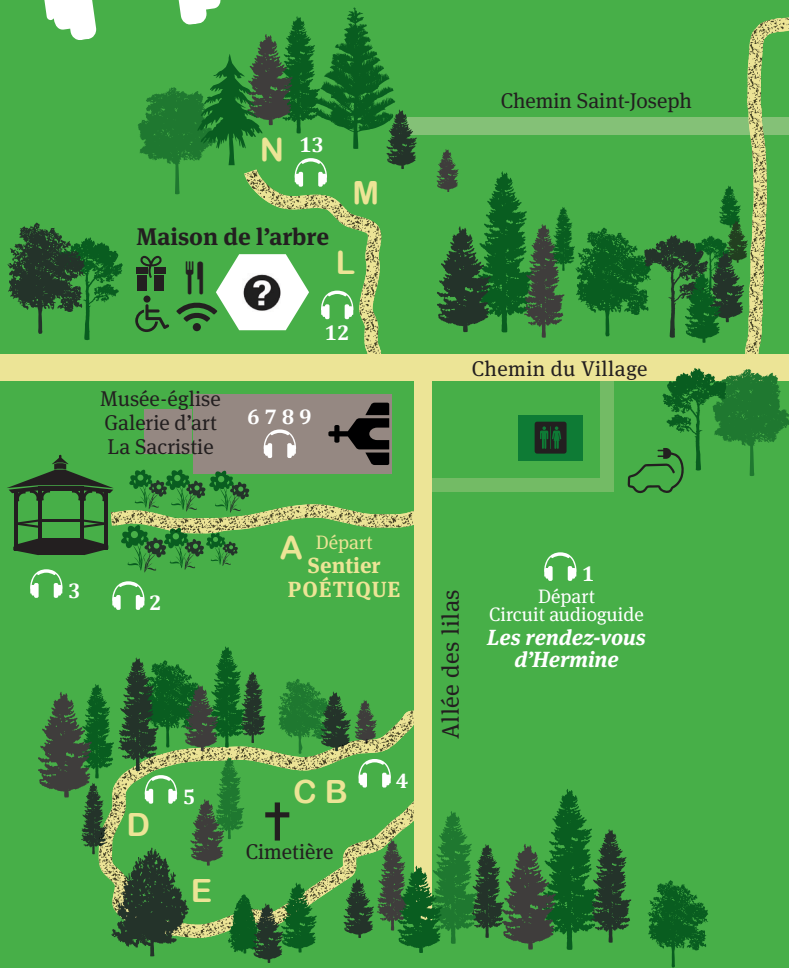 Chemin Saint-Joseph
N
13
M
Maison de l'arbre
L
?
12
Chemin du Village
Musée-église
Galerie d'art
La Sacristie
6 7 8 9
A
Départ
Sentier
POÉTIQUE
3
2
1
Départ
Circuit audioguide
Les rendez-vous
d'Hermine
Allée des lilas
4
5
C B
D
Cimetière
E